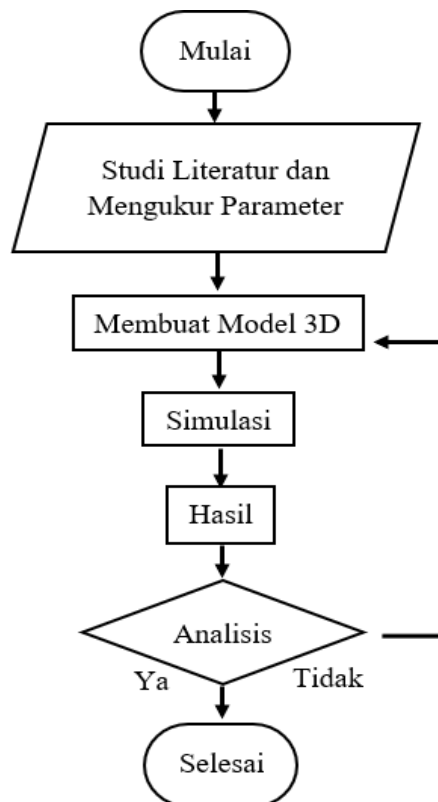 Mulai
Studi Literatur dan
Mengukur Parameter
Membuat Model 3D
Simulasi
Hasil
Analisis
Ya
Tidak
Selesai